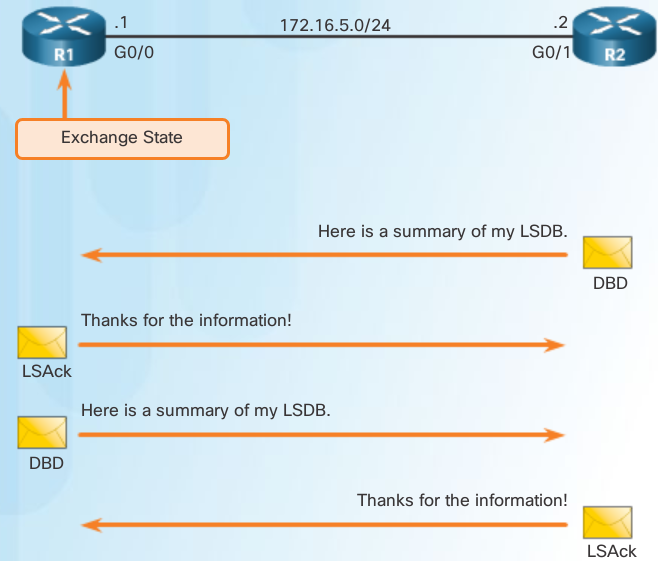 .1
172.16.5.0/24
.2
R1
G0/0
G0/1
R2
Exchange State
Here is a summary of my LSDB.
DBD
Thanks for the information!
LSAck
Here is a summary of my LSDB.
DBD
Thanks for the information!
LSAck